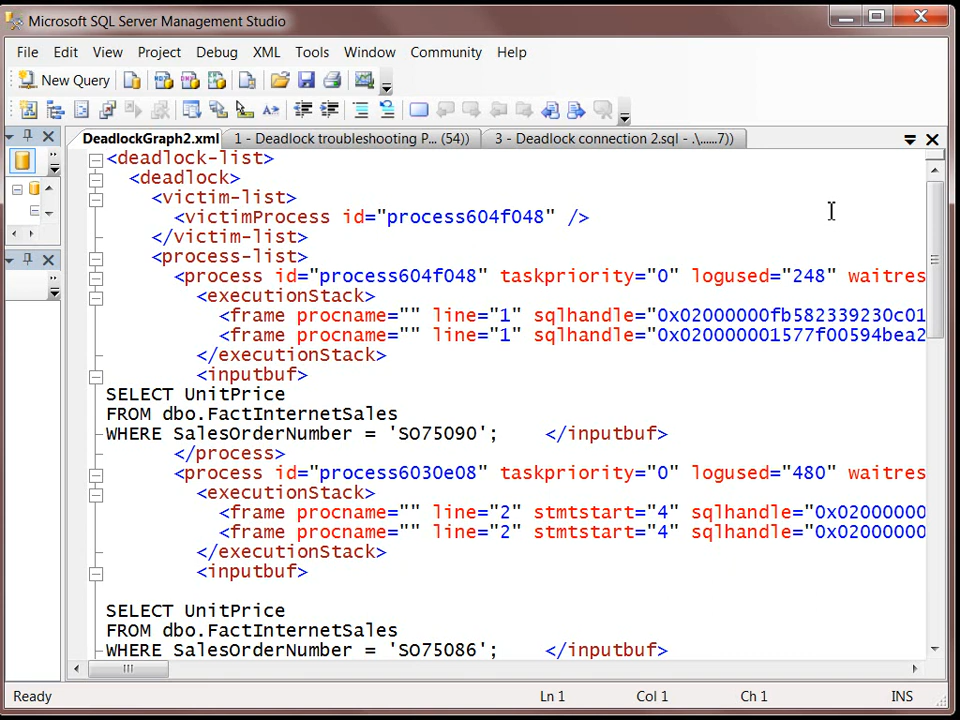 Microsoft SQL Server Management Studio
File Edit View Project Debug XML Tools Window Community Help
New Query
DeadlockGraph2.xml 1 - Deadlock troubleshooting P... (54)) 3 - Deadlock connection 2.sql - .\......7))
<deadlock-list>
<deadlock>
<victim-list>
<victimProcess id="process604f048" />
</victim-list>
<process-list>
<process id="process604f048" taskpriority="0" logused="248" waitres
<executionStack>
<frame procname="" line="1" sqlhandle="0x02000000fb582339230c01
<frame procname="" line="1" sqlhandle="0x020000001577f00594bea2
</executionStack>
<inputbuf>
SELECT UnitPrice
FROM dbo.FactInternetSales
WHERE SalesOrderNumber = 'SO75090'; </inputbuf>
</process>
<process id="process6030e08" taskpriority="0" logused="480" waitres
<executionStack>
<frame procname="" line="2" stmtstart="4" sqlhandle="0x02000000
<frame procname="" line="2" stmtstart="4" sqlhandle="0x02000000
</executionStack>
<inputbuf>
SELECT UnitPrice
FROM dbo.FactInternetSales
WHERE SalesOrderNumber = 'SO75086'; </inputbuf>
Ready Ln 1 Col 1 Ch 1 INS